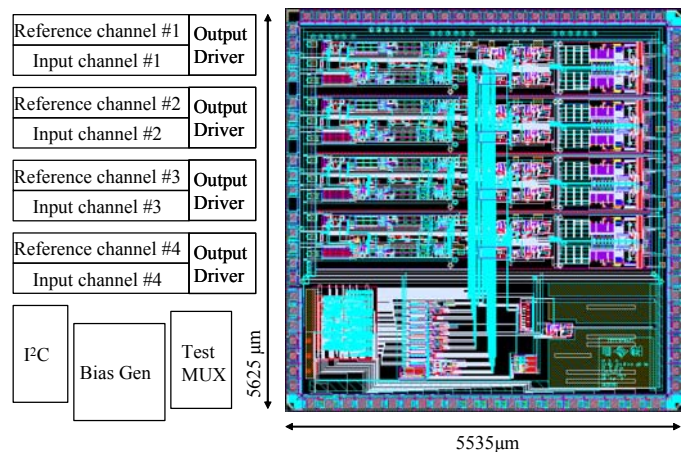 Reference channel #1
Input channel #1
Output
Driver
Reference channel #2
Input channel #2
Output
Driver
Reference channel #3
Input channel #3
Output
Driver
Reference channel #4
Input channel #4
Output
Driver
I²C
Bias Gen
Test
MUX
5625 μm
5535μm